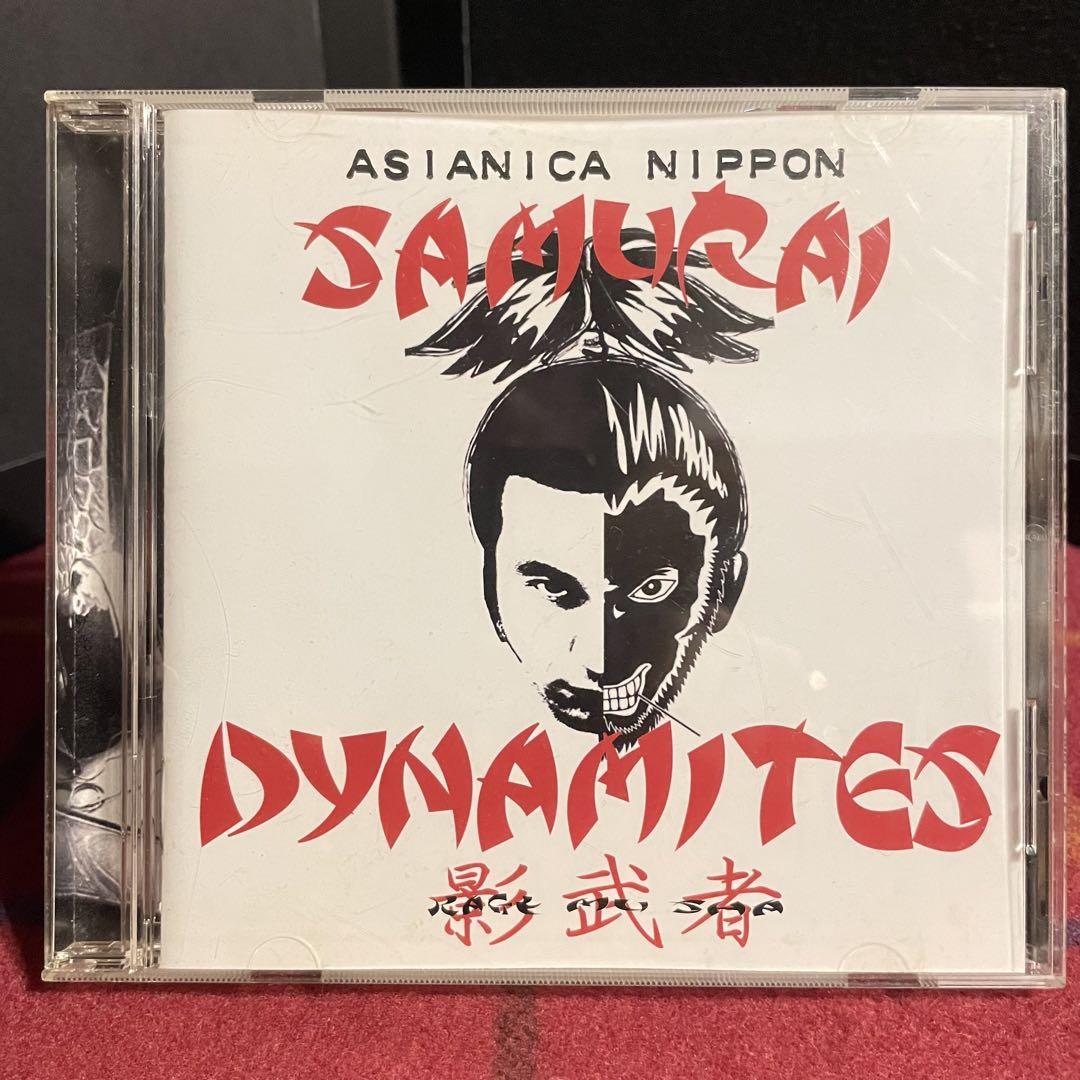 ASIANICA NIPPON
SAMURAI
DYNAMITES
影武者
KAGE MU SHA